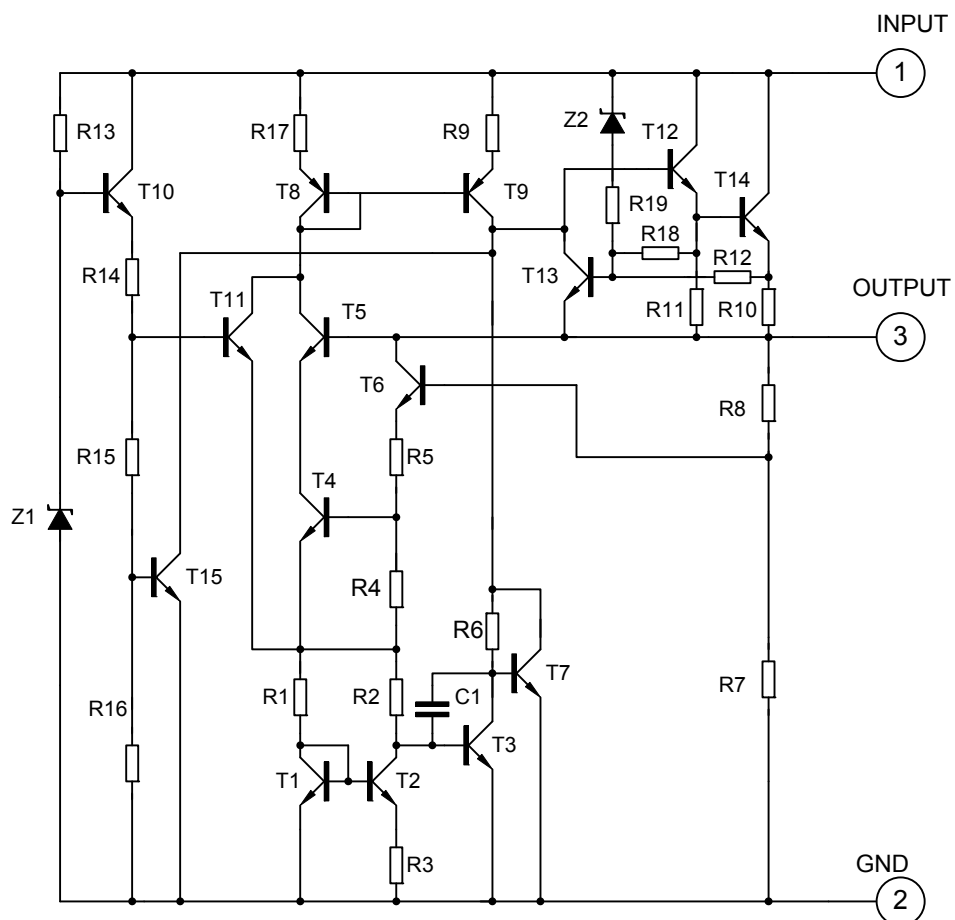 INPUT
1
R13
R17
R9
Z2
T12
T10
T8
T9
T14
R19
R18
R12
R14
T13
T11
T5
R11
R10
OUTPUT
3
T6
R8
R15
R5
T4
Z1
T15
R4
R6
T7
R1
R2
C1
R7
R16
T3
T1
T2
R3
GND
2